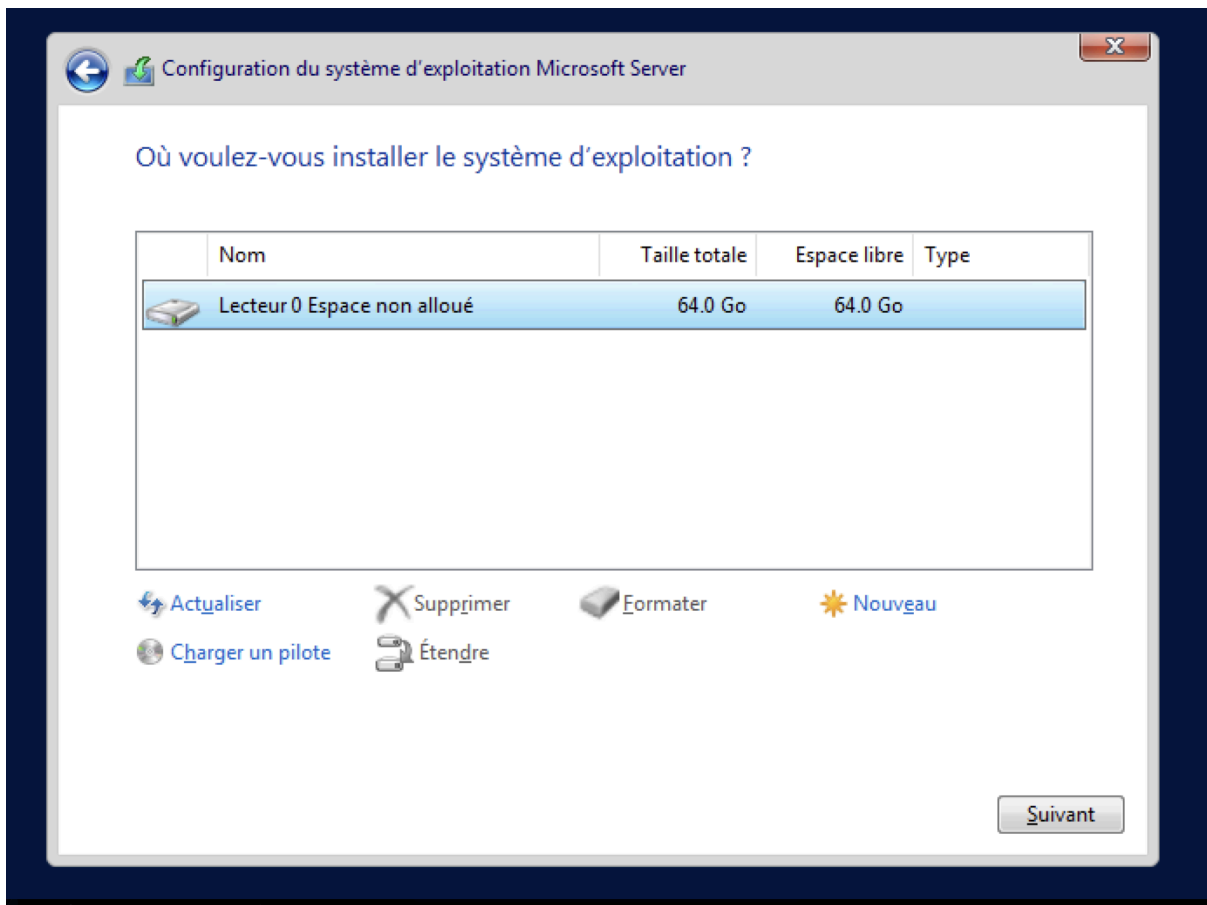 Configuration du système d'exploitation Microsoft Server
Où voulez-vous installer le système d'exploitation ?
Nom Taille totale Espace libre Type
Lecteur 0 Espace non alloué 64.0 Go 64.0 Go
Actualiser Supprimer Formater Nouveau
Charger un pilote Étendre
Suivant